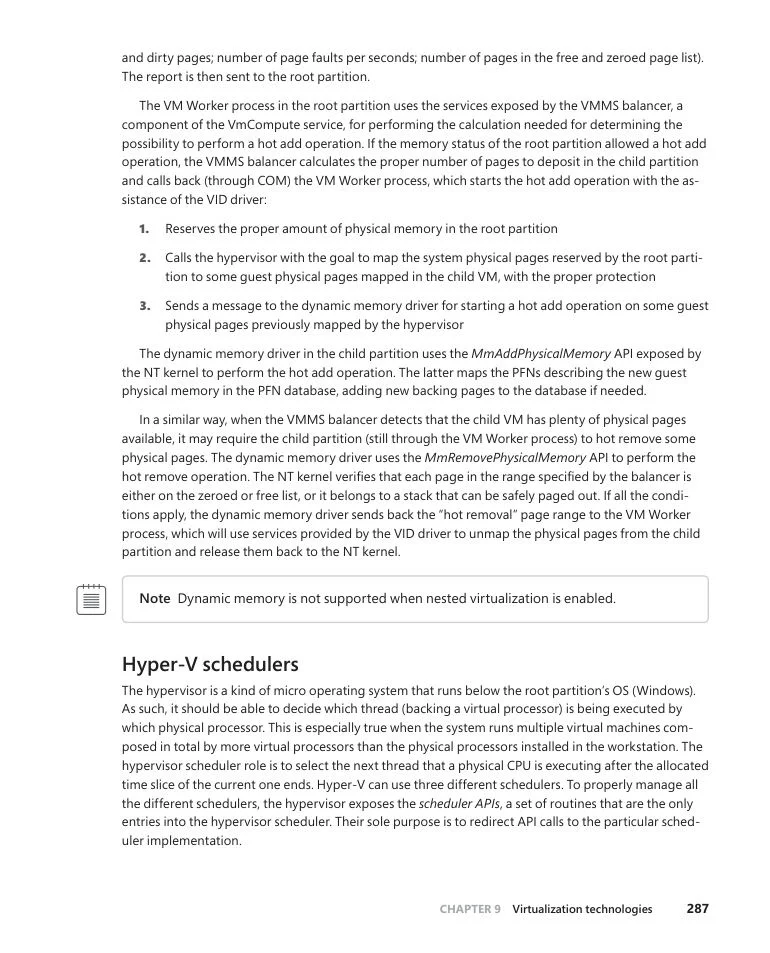 and dirty pages; number of page faults per seconds; number of pages in the free and zeroed page list).
The report is then sent to the root partition.
The VM Worker process in the root partition uses the services exposed by the VMMS balancer, a
component of the VmCompute service, for performing the calculation needed for determining the
possibility to perform a hot add operation. If the memory status of the root partition allowed a hot add
operation, the VMMS balancer calculates the proper number of pages to deposit in the child partition
and calls back (through COM) the VM Worker process, which starts the hot add operation with the as-
sistance of the VID driver:
1. Reserves the proper amount of physical memory in the root partition
2. Calls the hypervisor with the goal to map the system physical pages reserved by the root parti-
tion to some guest physical pages mapped in the child VM, with the proper protection
3. Sends a message to the dynamic memory driver for starting a hot add operation on some guest
physical pages previously mapped by the hypervisor
The dynamic memory driver in the child partition uses the MmAddPhysicalMemory API exposed by
the NT kernel to perform the hot add operation. The latter maps the PFNs describing the new guest
physical memory in the PFN database, adding new backing pages to the database if needed.
In a similar way, when the VMMS balancer detects that the child VM has plenty of physical pages
available, it may require the child partition (still through the VM Worker process) to hot remove some
physical pages. The dynamic memory driver uses the MmRemovePhysicalMemory API to perform the
hot remove operation. The NT kernel verifies that each page in the range specified by the balancer is
either on the zeroed or free list, or it belongs to a stack that can be safely paged out. If all the condi-
tions apply, the dynamic memory driver sends back the “hot removal” page range to the VM Worker
process, which will use services provided by the VID driver to unmap the physical pages from the child
partition and release them back to the NT kernel.
Note Dynamic memory is not supported when nested virtualization is enabled.
Hyper-V schedulers
The hypervisor is a kind of micro operating system that runs below the root partition’s OS (Windows).
As such, it should be able to decide which thread (backing a virtual processor) is being executed by
which physical processor. This is especially true when the system runs multiple virtual machines com-
posed in total by more virtual processors than the physical processors installed in the workstation. The
hypervisor scheduler role is to select the next thread that a physical CPU is executing after the allocated
time slice of the current one ends. Hyper-V can use three different schedulers. To properly manage all
the different schedulers, the hypervisor exposes the scheduler APIs, a set of routines that are the only
entries into the hypervisor scheduler. Their sole purpose is to redirect API calls to the particular sched-
uler implementation.
CHAPTER 9 Virtualization technologies 287